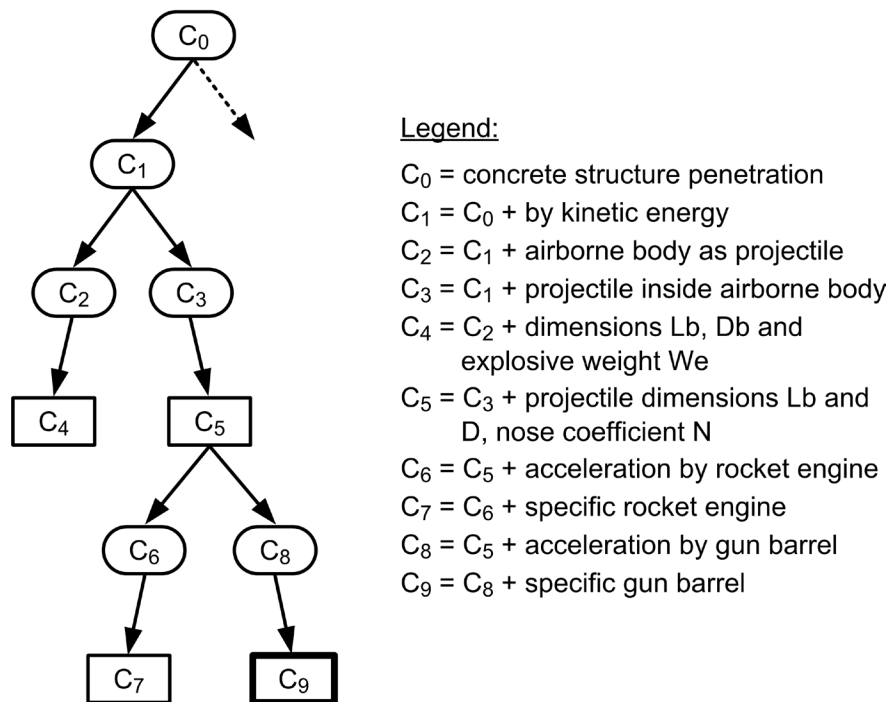 C0
C1
C2
C3
C4
C5
C6
C8
C7
C9
Legend:
C0 = concrete structure penetration
C1 = C0 + by kinetic energy
C2 = C1 + airborne body as projectile
C3 = C1 + projectile inside airborne body
C4 = C2 + dimensions Lb, Db and
explosive weight We
C5 = C3 + projectile dimensions Lb and
D, nose coefficient N
C6 = C5 + acceleration by rocket engine
C7 = C6 + specific rocket engine
C8 = C5 + acceleration by gun barrel
C9 = C8 + specific gun barrel